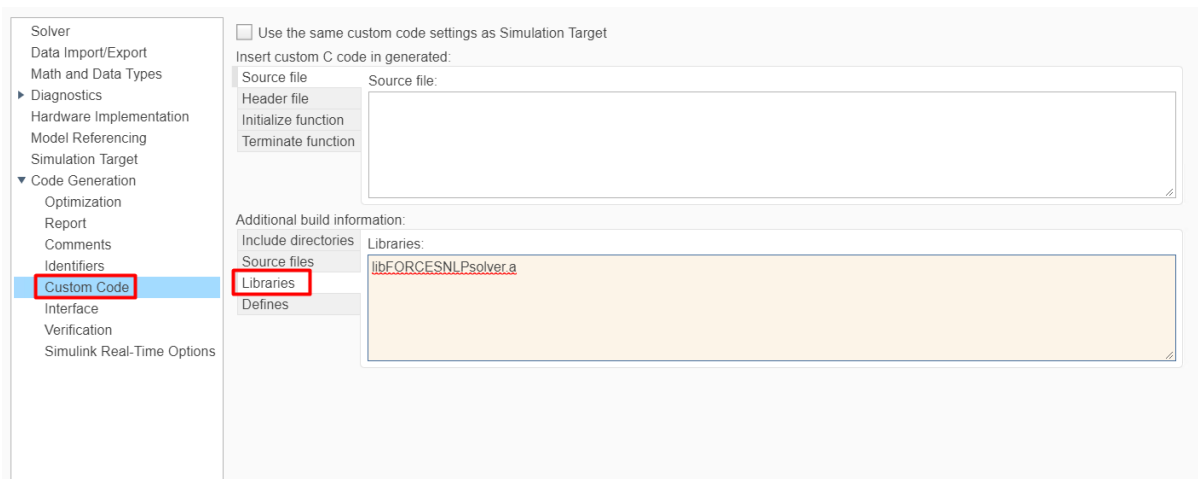 Solver
Data Import/Export
Math and Data Types
Diagnostics
Hardware Implementation
Model Referencing
Simulation Target
Code Generation
Optimization
Report
Comments
Identifiers
Custom Code
Interface
Verification
Simulink Real-Time Options
Use the same custom code settings as Simulation Target
Insert custom C code in generated:
Source file
Header file
Initialize function
Terminate function
Source file:
Additional build information:
Include directories
Source files
Libraries
Defines
Libraries:
libFORCESNLPsolver.a